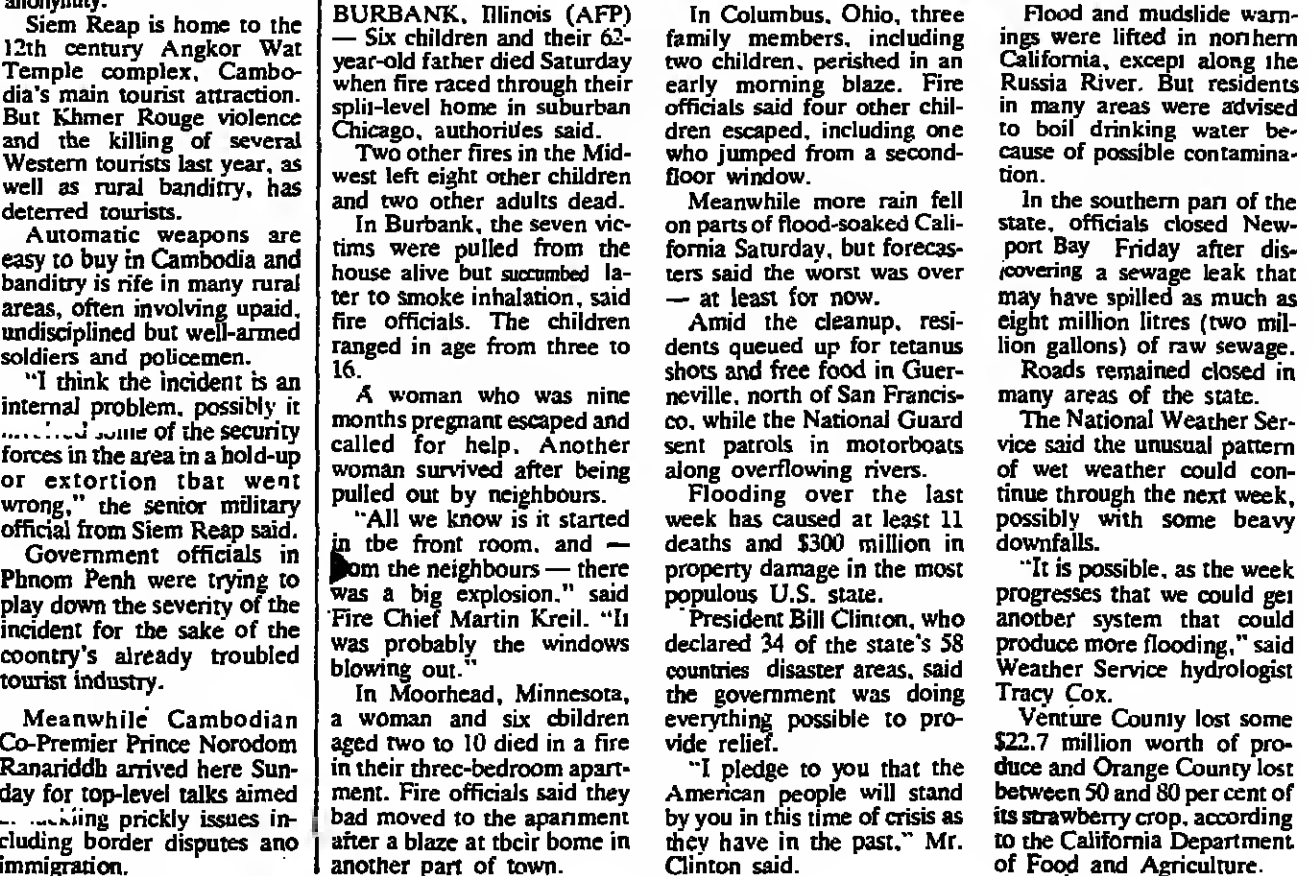 anonymity.
Siem Reap is home to the
12th century Angkor Wat
Temple complex, Cambo-
dia's main tourist attraction.
But Khmer Rouge violence
and the killing of several
Western tourists last year, as
well as rural banditry, has
deterred tourists.
Automatic weapons are
easy to buy in Cambodia and
banditry is rife in many rural
areas, often involving upaid,
undisciplined but well-armed
soldiers and policemen.
"I think the incident is an
internal problem, possibly it
some of the security
forces in the area in a hold-up
or extortion that went
wrong," the senior military
official from Siem Reap said.
Government officials in
Phnom Penh were trying to
play down the severity of the
incident for the sake of the
coontry's already troubled
tourist industry.
Meanwhile Cambodian
Co-Premier Prince Norodom
Ranariddh arrived here Sun-
day for top-level talks aimed
prickly issues in-
cluding border disputes and
immigration.
BURBANK, Illinois (AFP)
— Six children and their 62-
year-old father died Saturday
when fire raced through their
split-level home in suburban
Chicago, authorities said.
Two other fires in the Mid-
west left eight other children
and two other adults dead.
In Burbank, the seven vic-
tims were pulled from the
house alive but succumbed la-
ter to smoke inhalation, said
fire officials. The children
ranged in age from three to
16.
A woman who was nine
months pregnant escaped and
called for help. Another
woman survived after being
pulled out by neighbours.
"All we know is it started
in the front room, and —
from the neighbours — there
was a big explosion," said
Fire Chief Martin Kreil. "It
was probably the windows
blowing out."
In Moorhead, Minnesota,
a woman and six children
aged two to 10 died in a fire
in their three-bedroom apart-
ment. Fire officials said they
had moved to the apartment
after a blaze at their home in
another part of town.
In Columbus, Ohio, three
family members, including
two children, perished in an
early morning blaze. Fire
officials said four other chil-
dren escaped, including one
who jumped from a second-
floor window.
Meanwhile more rain fell
on parts of flood-soaked Cali-
fornia Saturday, but forecas-
ters said the worst was over
— at least for now.
Amid the cleanup, resi-
dents queued up for tetanus
shots and free food in Guer-
neville, north of San Francis-
co, while the National Guard
sent patrols in motorboats
along overflowing rivers.
Flooding over the last
week has caused at least 11
deaths and $300 million in
property damage in the most
populous U.S. state.
President Bill Clinton, who
declared 34 of the state's 58
countries disaster areas, said
the government was doing
everything possible to pro-
vide relief.
"I pledge to you that the
American people will stand
by you in this time of crisis as
they have in the past," Mr.
Clinton said.
Flood and mudslide warn-
ings were lifted in northern
California, except along the
Russia River. But residents
in many areas were advised
to boil drinking water be-
cause of possible contamina-
tion.
In the southern part of the
state, officials closed New-
port Bay Friday after dis-
covering a sewage leak that
may have spilled as much as
eight million litres (two mil-
lion gallons) of raw sewage.
Roads remained closed in
many areas of the state.
The National Weather Ser-
vice said the unusual pattern
of wet weather could con-
tinue through the next week,
possibly with some heavy
downfalls.
"It is possible, as the week
progresses that we could get
another system that could
produce more flooding," said
Weather Service hydrologist
Tracy Cox.
Venture County lost some
$22.7 million worth of pro-
duce and Orange County lost
between 50 and 80 per cent of
its strawberry crop, according
to the California Department
of Food and Agriculture.